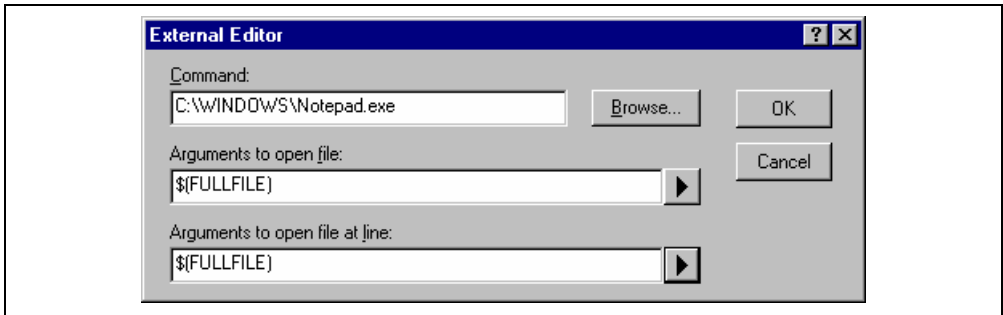 External Editor
Command:
C:\WINDOWS\Notepad.exe
Browse...
OK
Arguments to open file:
Cancel
$(FULLFILE)
Arguments to open file at line:
$(FULLFILE)